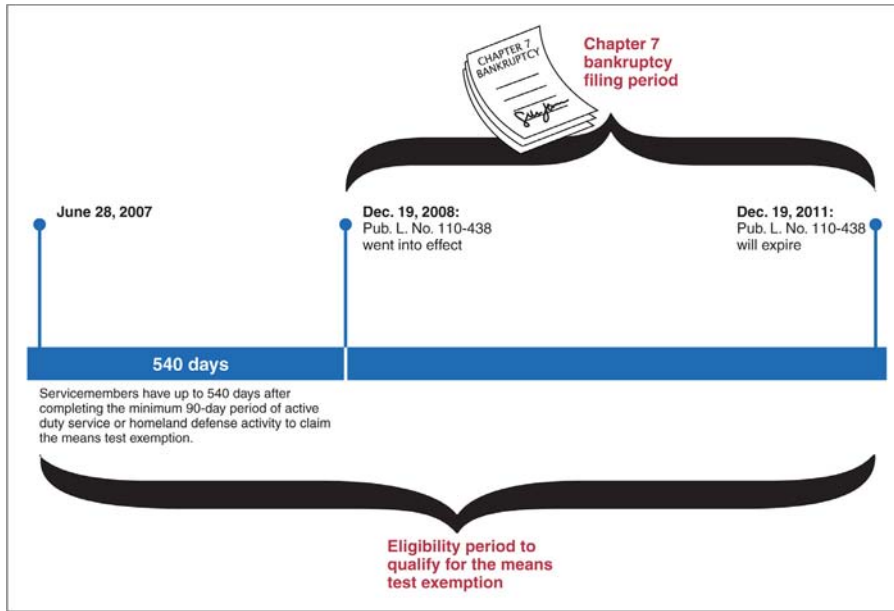 CHAPTER 7
BANKRUPTCY
Chapter 7
bankruptcy
filing period
June 28, 2007
Dec. 19, 2008:
Pub. L. No. 110-438
went into effect
Dec. 19, 2011:
Pub. L. No. 110-438
will expire
540 days
Servicemembers have up to 540 days after
completing the minimum 90-day period of active
duty service or homeland defense activity to claim
the means test exemption.
Eligibility period to
qualify for the means
test exemption